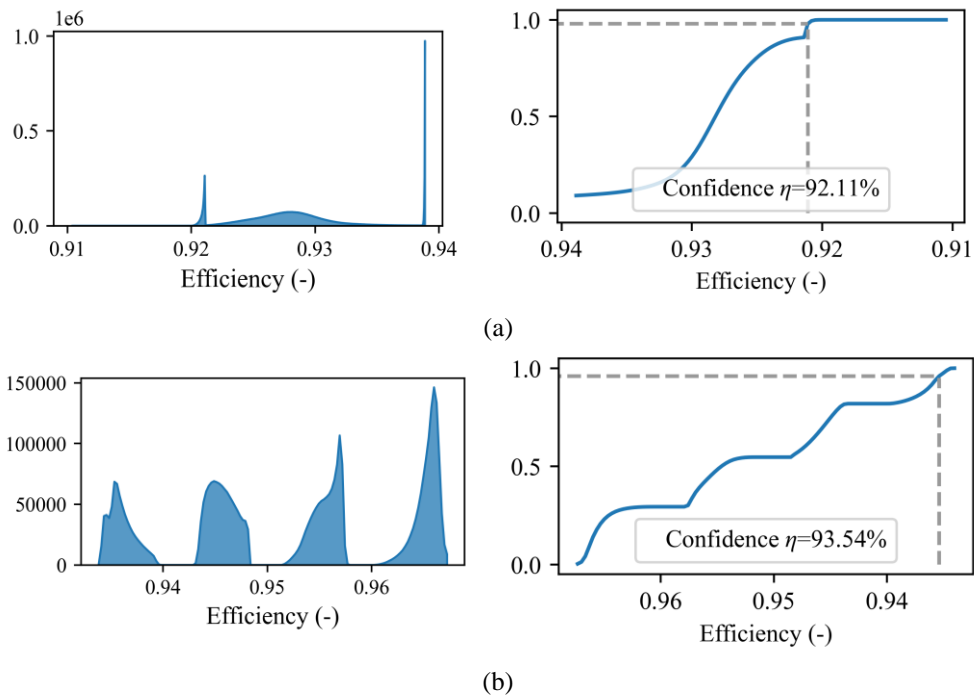 1e6
1.0
0.5
0.0
0.91 0.92 0.93 0.94
Efficiency (-)
1.0
0.5
0.0
Confidence η=92.11%
0.94 0.93 0.92 0.91
Efficiency (-)
(a)
150000
100000
50000
0
0.94 0.95 0.96
Efficiency (-)
1.0
0.5
0.0
Confidence η=93.54%
0.96 0.95 0.94
Efficiency (-)
(b)